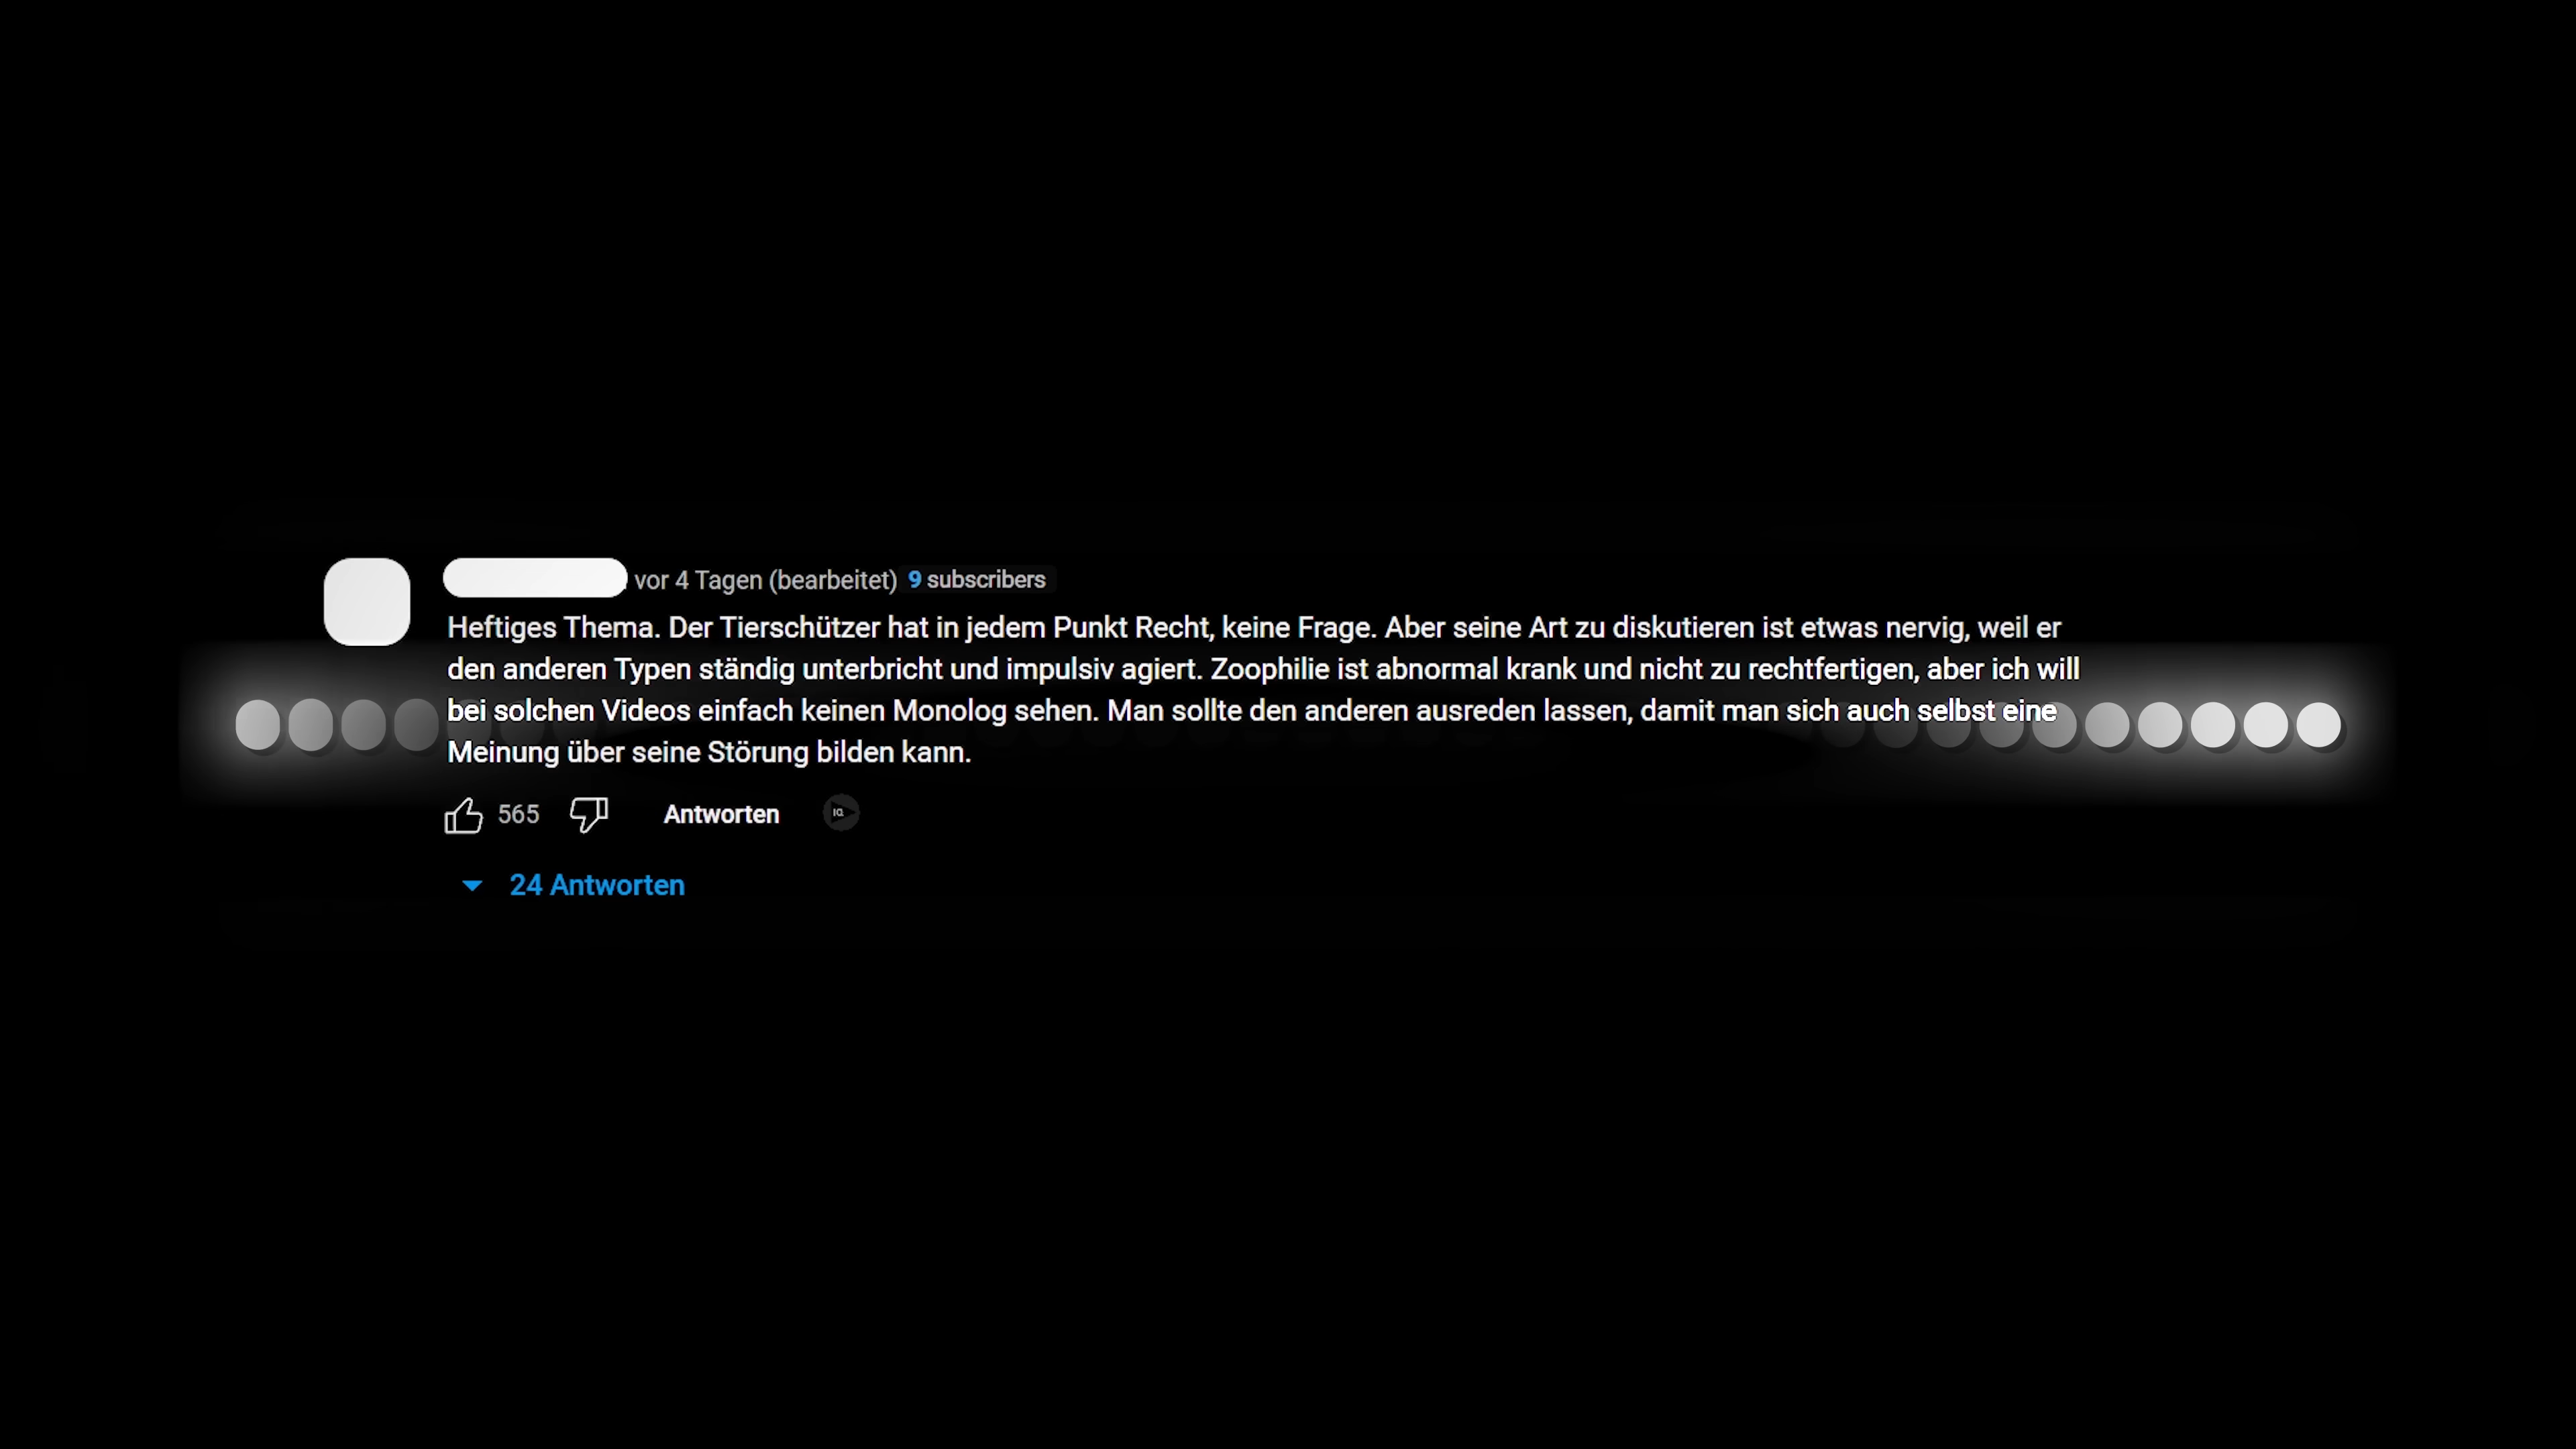 vor 4 Tagen (bearbeitet) 9 subscribers
Heftiges Thema. Der Tierschützer hat in jedem Punkt Recht, keine Frage. Aber seine Art zu diskutieren ist etwas nervig, weil er
den anderen Typen ständig unterbricht und impulsiv agiert. Zoophilie ist abnormal krank und nicht zu rechtfertigen, aber ich will
bei solchen Videos einfach keinen Monolog sehen. Man sollte den anderen ausreden lassen, damit man sich auch selbst eine
Meinung über seine Störung bilden kann.
565 Antworten
24 Antworten